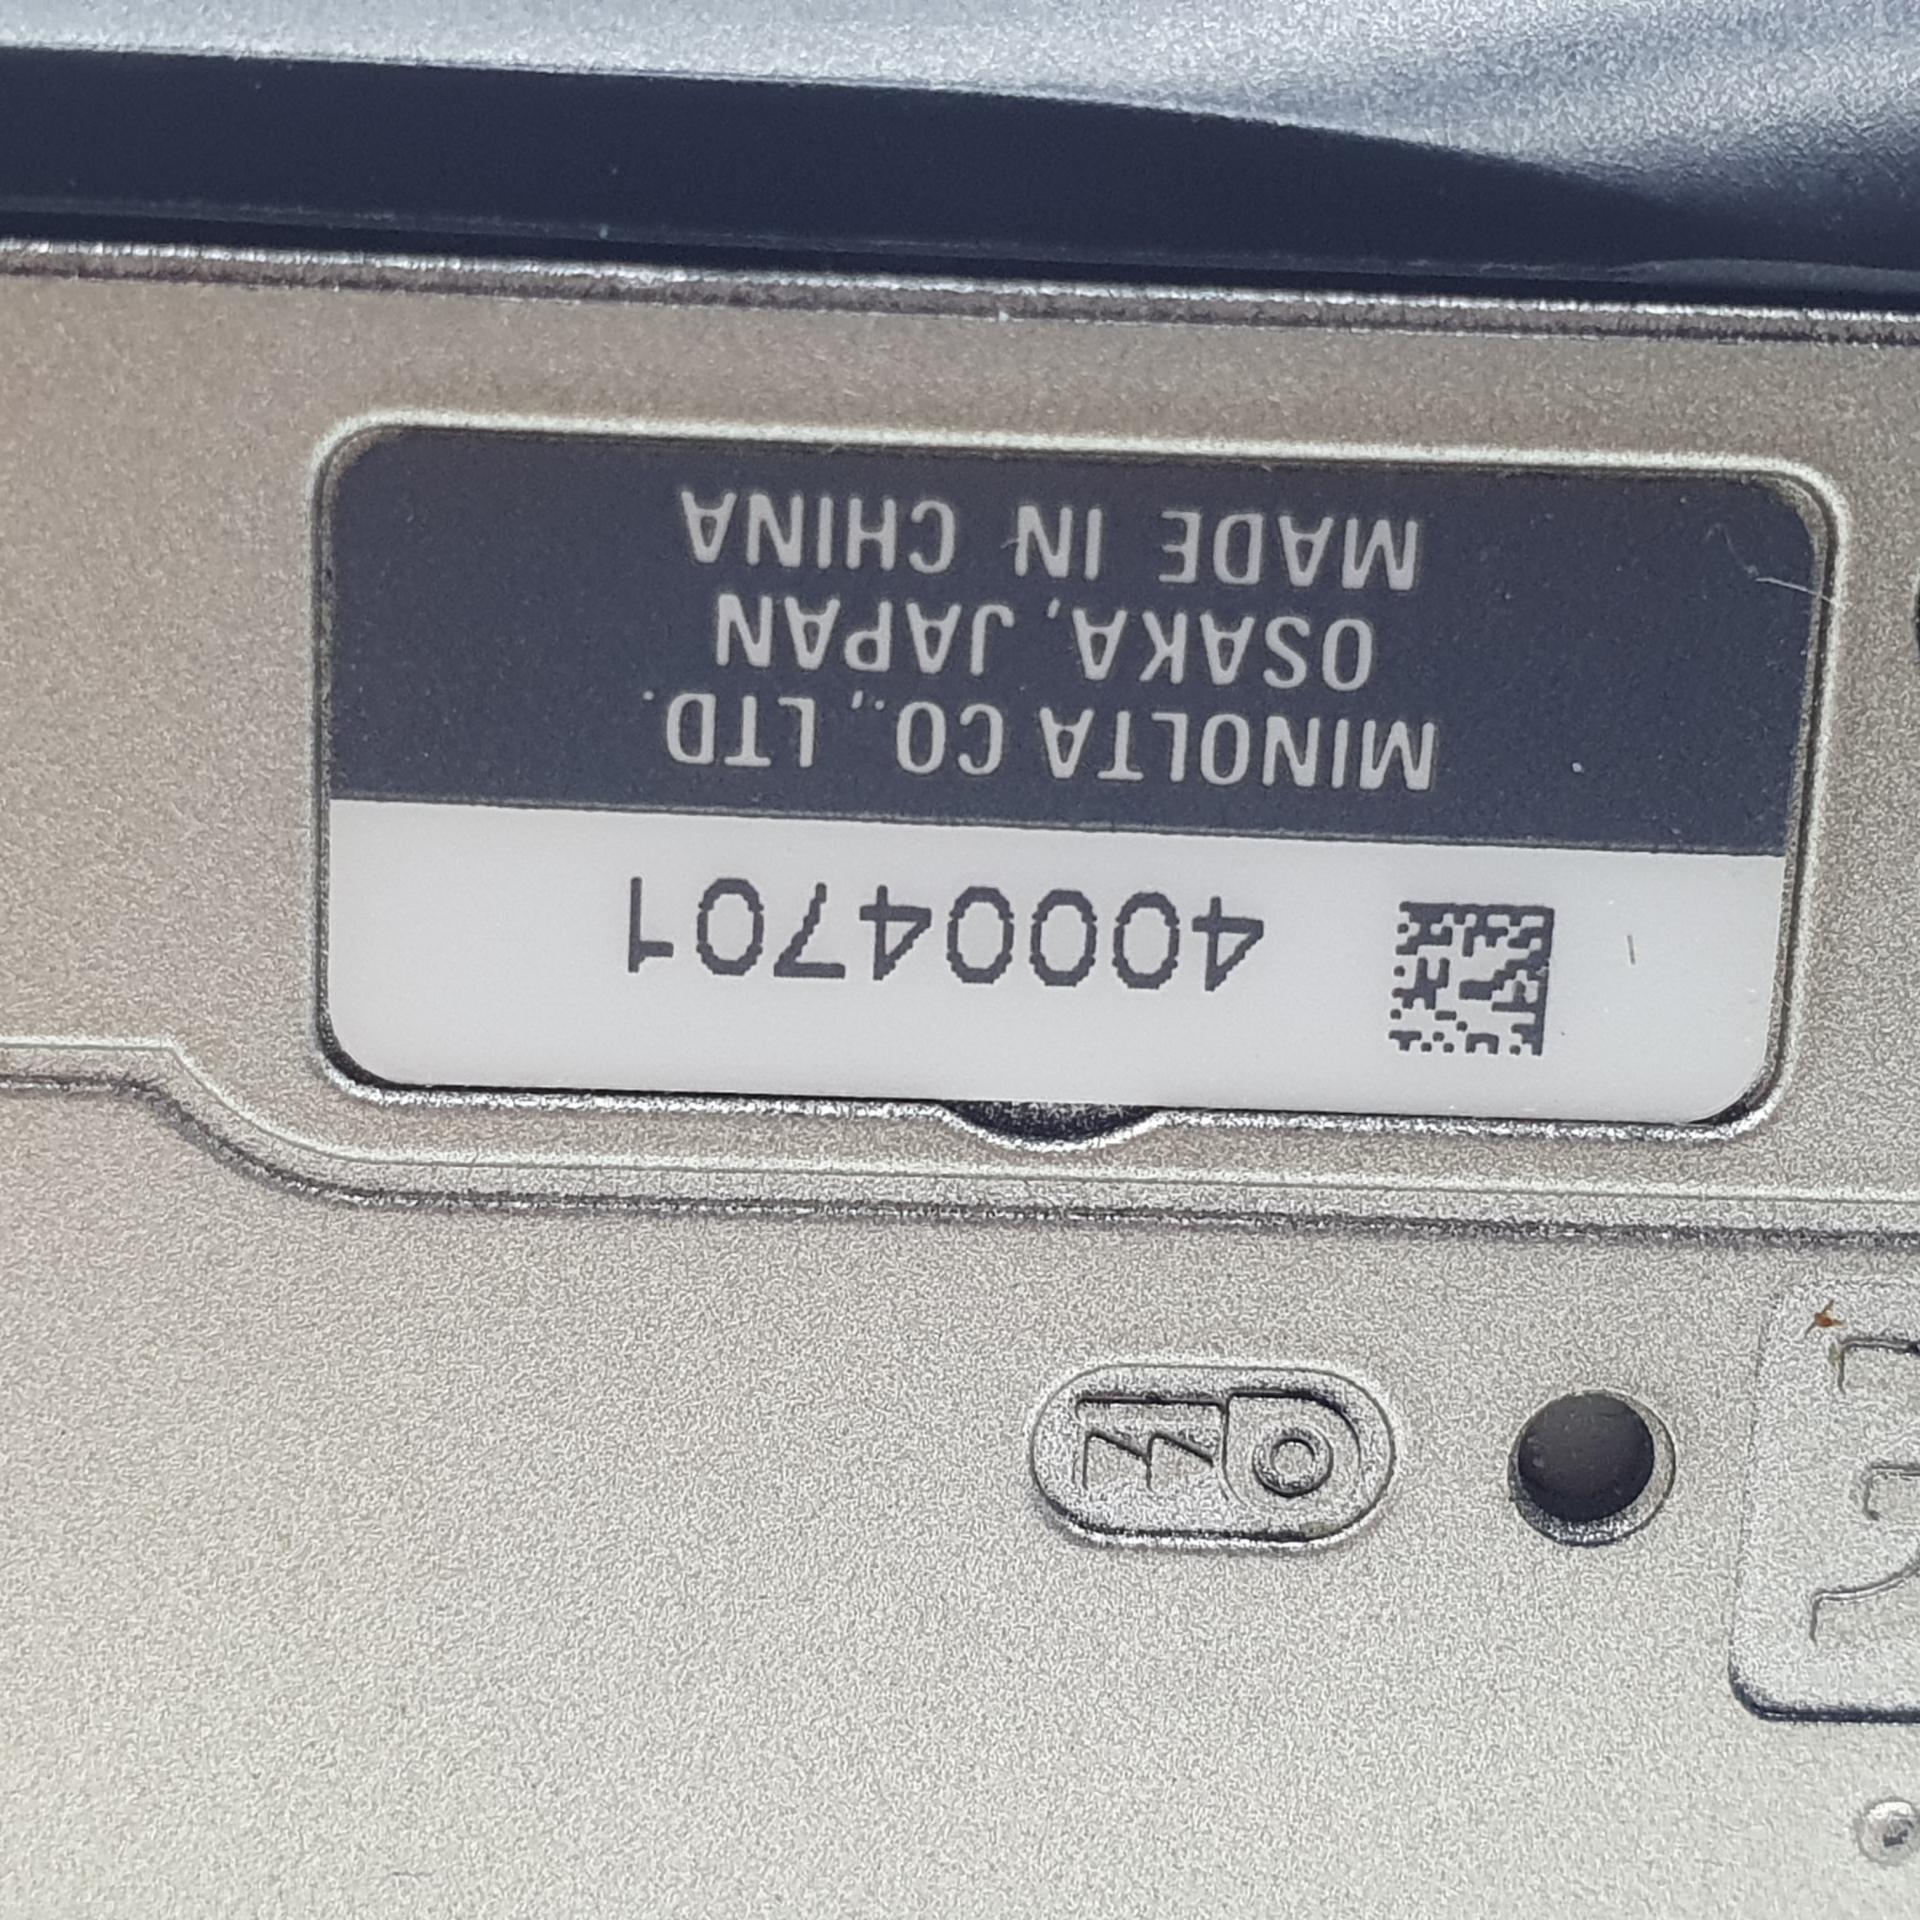 40004701
MINOLTA CO., LTD.
OSAKA, JAPAN
MADE IN CHINA